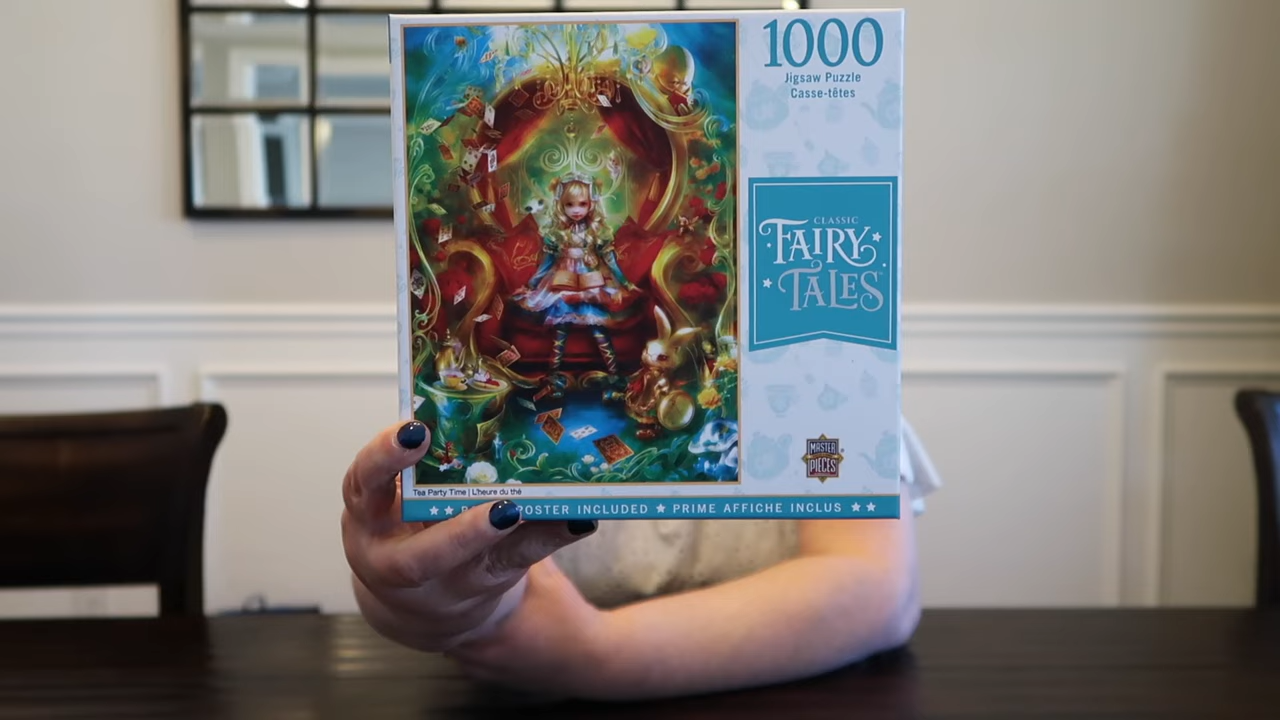 1000
Jigsaw Puzzle
Casse-têtes
CLASSIC
FAIRY
TALES
MASTER
PIECES
Tea Party Time | L'heure du thé
POSTER INCLUDED ★ PRIME AFFICHE INCLUS